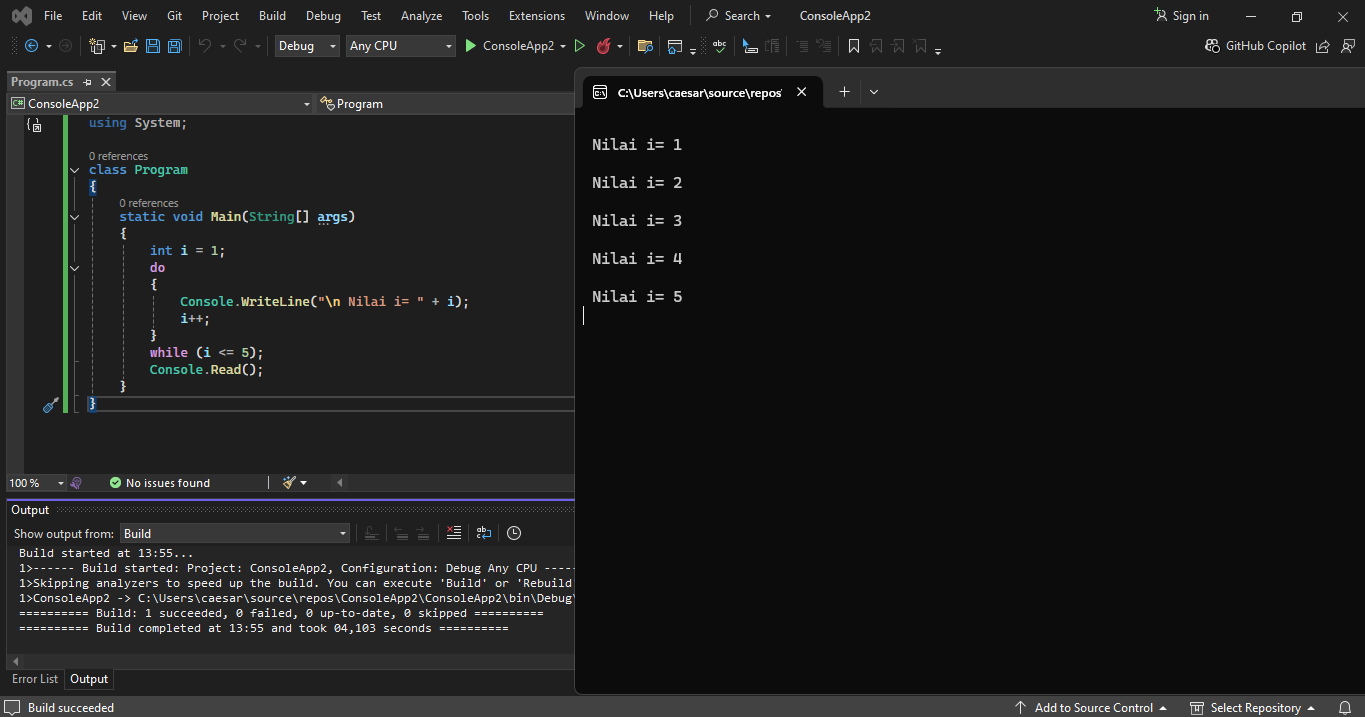 File Edit View Git Project Build Debug Test Analyze Tools Extensions Window Help Search ConsoleApp2 Sign in
Debug Any CPU ConsoleApp2 GitHub Copilot
Program.cs
ConsoleApp2 Program
using System;
0 references
class Program
{
0 references
static void Main(String[] args)
{
int i = 1;
do
{
Console.WriteLine("\n Nilai i= " + i);
i++;
}
while (i <= 5);
Console.Read();
}
}
100 % No issues found
Output
Show output from: Build
Build started at 13:55...
1>------ Build started: Project: ConsoleApp2, Configuration: Debug Any CPU -----
1>Skipping analyzers to speed up the build. You can execute 'Build' or 'Rebuild'
1>ConsoleApp2 -> C:\Users\caesar\source\repos\ConsoleApp2\ConsoleApp2\bin\Debug\
========== Build: 1 succeeded, 0 failed, 0 up-to-date, 0 skipped ==========
========== Build completed at 13:55 and took 04,103 seconds ==========
Error List Output
C:\Users\caesar\source\repos\
Nilai i= 1
Nilai i= 2
Nilai i= 3
Nilai i= 4
Nilai i= 5
Build succeeded Add to Source Control Select Repository